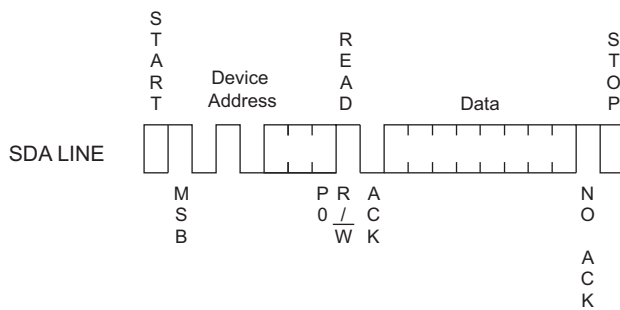 START
Device
Address
READ
Data
STOP
SDA LINE
MSB
P0
R/W
ACK
NO ACK